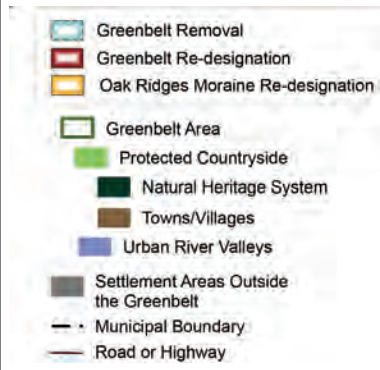 Greenbelt Removal
Greenbelt Re-designation
Oak Ridges Moraine Re-designation
Greenbelt Area
Protected Countryside
Natural Heritage System
Towns/Villages
Urban River Valleys
Settlement Areas Outside
the Greenbelt
Municipal Boundary
Road or Highway